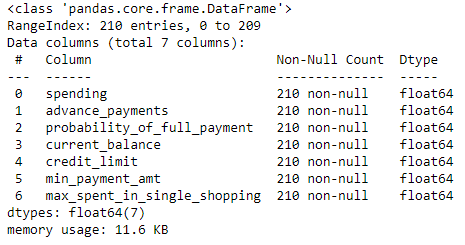 <class 'pandas.core.frame.DataFrame'>
RangeIndex: 210 entries, 0 to 209
Data columns (total 7 columns):
 #   Column                        Non-Null Count  Dtype
---  ------                        --------------  -----
 0   spending                      210 non-null    float64
 1   advance_payments              210 non-null    float64
 2   probability_of_full_payment   210 non-null    float64
 3   current_balance               210 non-null    float64
 4   credit_limit                  210 non-null    float64
 5   min_payment_amt               210 non-null    float64
 6   max_spent_in_single_shopping  210 non-null    float64
dtypes: float64(7)
memory usage: 11.6 KB